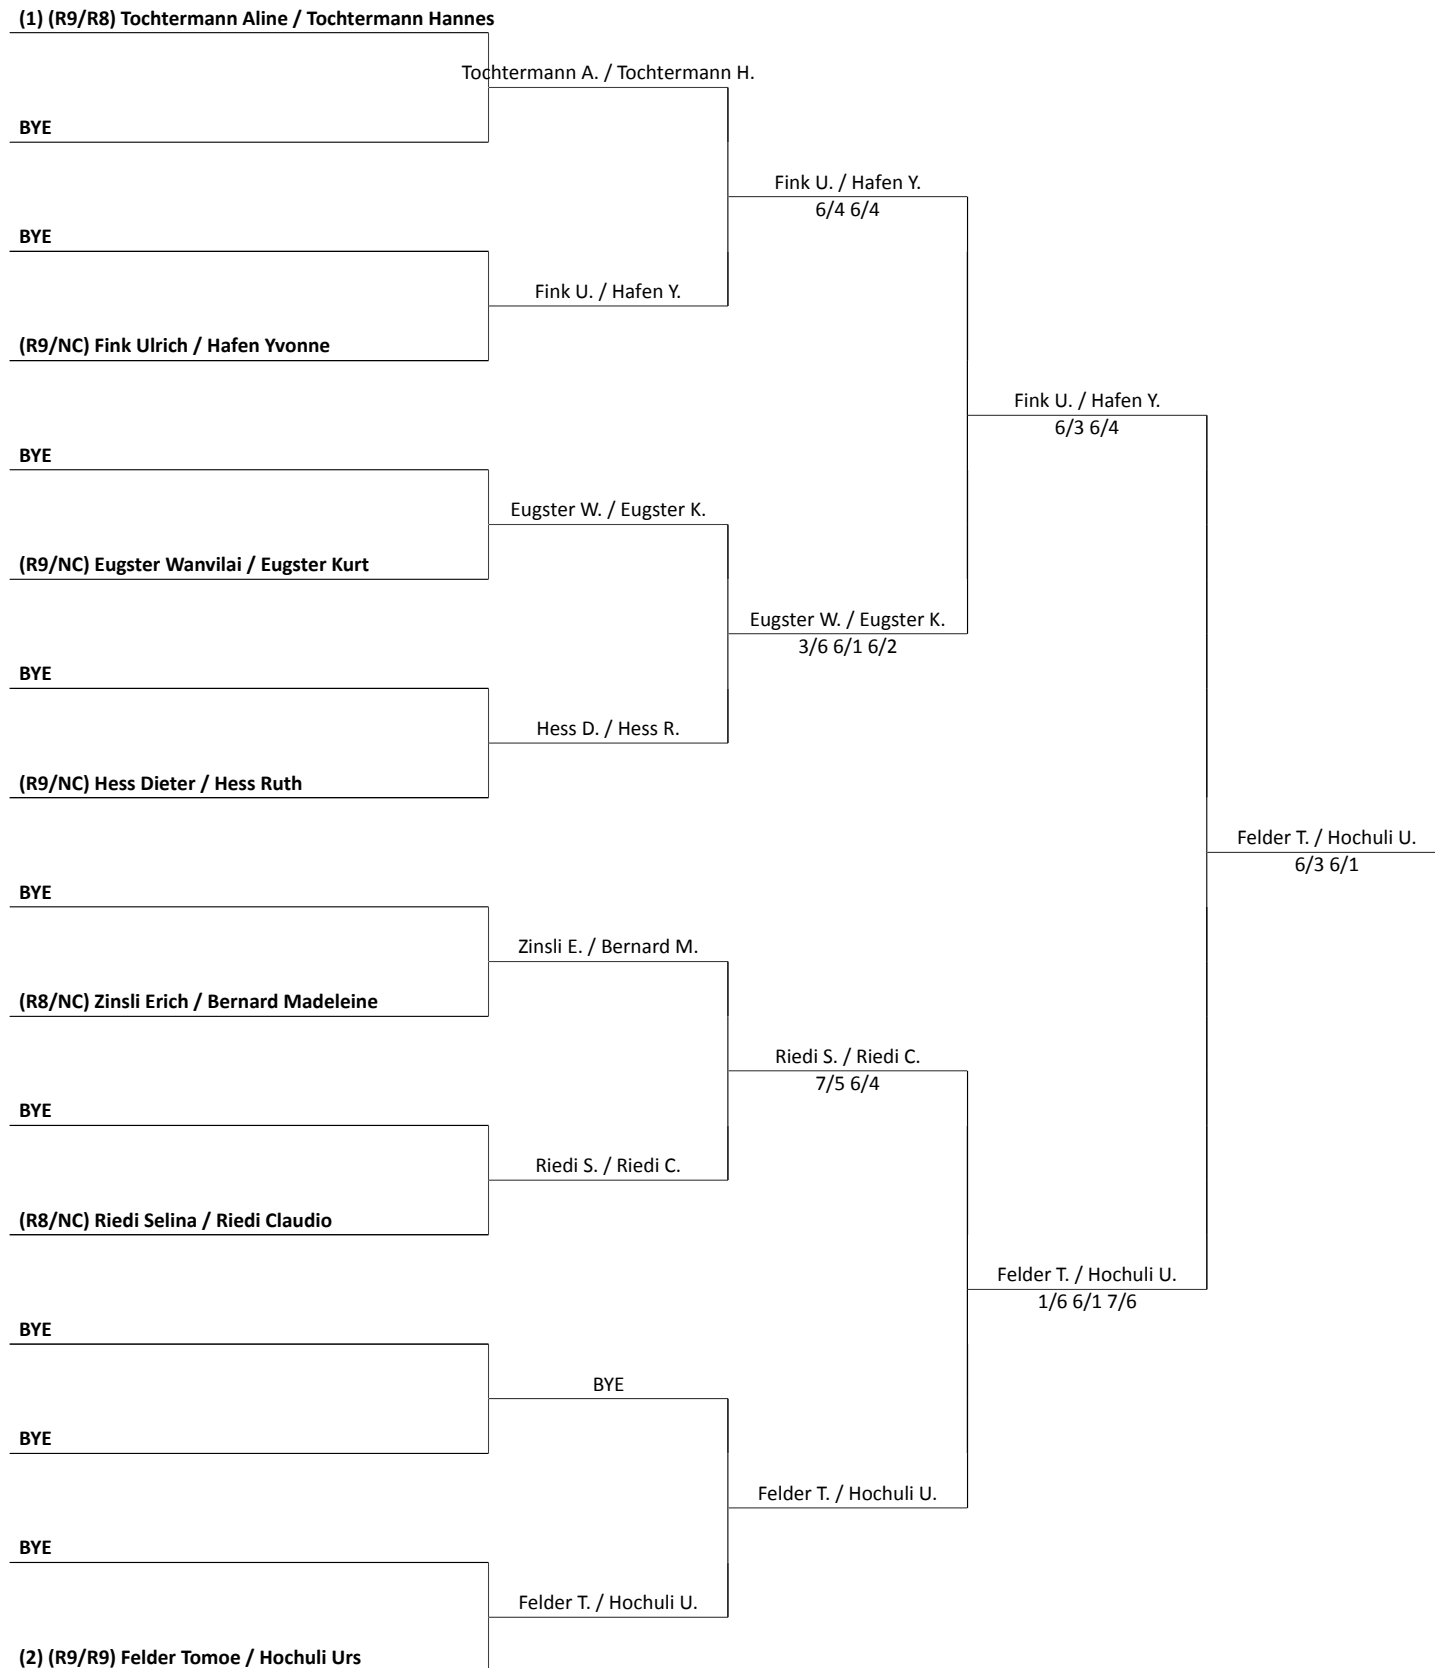 (1) (R9/R8) Tochtermann Aline / Tochtermann Hannes
Tochtermann A. / Tochtermann H.
BYE
Fink U. / Hafen Y.
6/4 6/4
BYE
Fink U. / Hafen Y.
(R9/NC) Fink Ulrich / Hafen Yvonne
Fink U. / Hafen Y.
6/3 6/4
BYE
Eugster W. / Eugster K.
(R9/NC) Eugster Wanvilai / Eugster Kurt
Eugster W. / Eugster K.
3/6 6/1 6/2
BYE
Hess D. / Hess R.
(R9/NC) Hess Dieter / Hess Ruth
Felder T. / Hochuli U.
6/3 6/1
BYE
Zinsli E. / Bernard M.
(R8/NC) Zinsli Erich / Bernard Madeleine
Riedi S. / Riedi C.
7/5 6/4
BYE
Riedi S. / Riedi C.
(R8/NC) Riedi Selina / Riedi Claudio
Felder T. / Hochuli U.
1/6 6/1 7/6
BYE
BYE
BYE
Felder T. / Hochuli U.
BYE
Felder T. / Hochuli U.
(2) (R9/R9) Felder Tomoe / Hochuli Urs